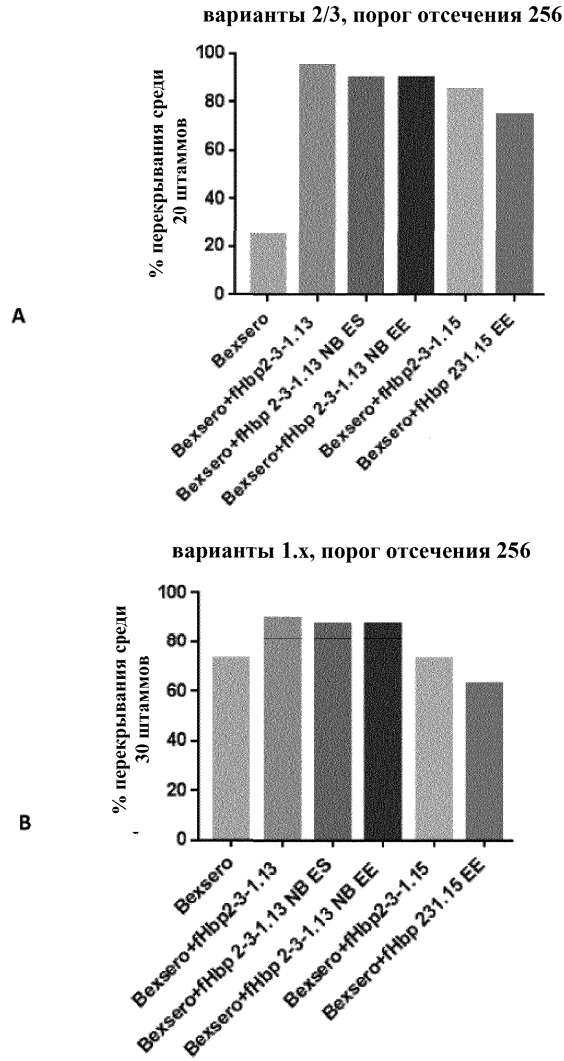 варианты 2/3, порог отсечения 256
% перекрывания среди
20 штаммов
100
80
60
40
20
0
A
Bexsero
Bexsero+fHbp2-3-1.13
Bexsero+fHbp 2-3-1.13 NB ES
Bexsero+fHbp 2-3-1.13 NB EE
Bexsero+fHbp2-3-1.15
Bexsero+fHbp 231.15 EE
варианты 1.x, порог отсечения 256
% перекрывания среди
30 штаммов
100
80
60
40
20
0
B
Bexsero
Bexsero+fHbp2-3-1.13
Bexsero+fHbp 2-3-1.13 NB ES
Bexsero+fHbp 2-3-1.13 NB EE
Bexsero+fHbp2-3-1.15
Bexsero+fHbp 231.15 EE